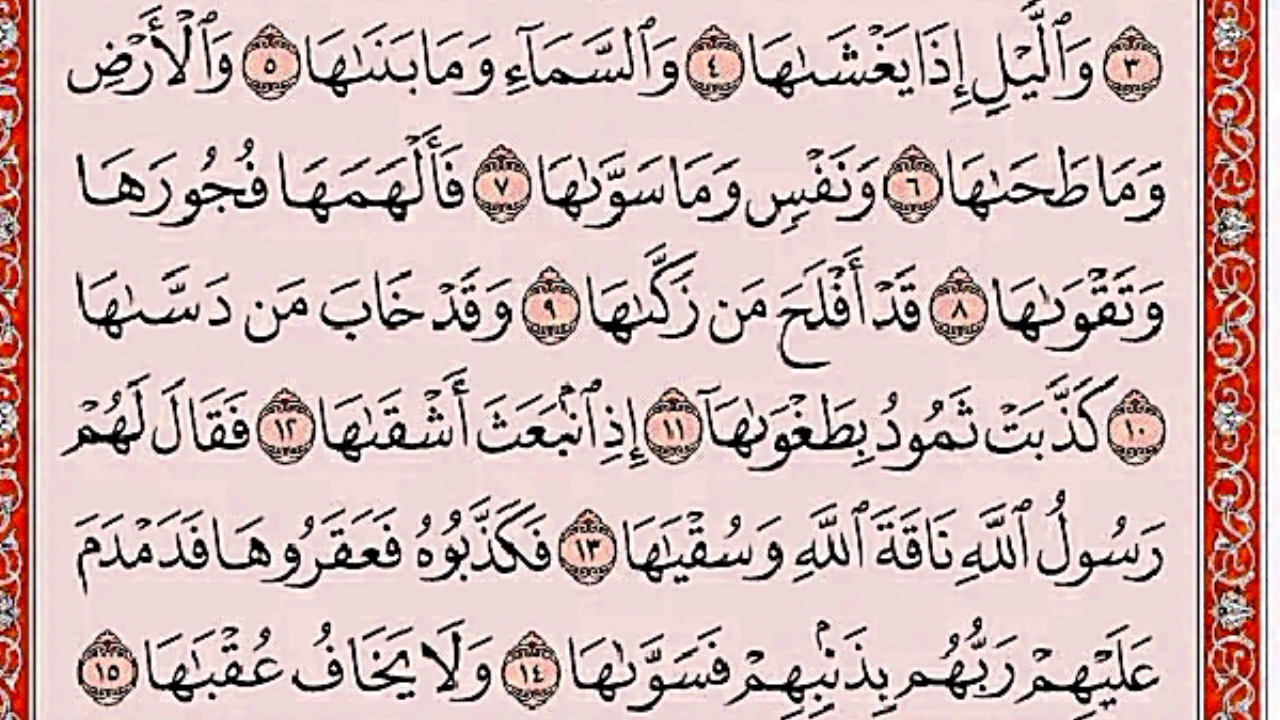 ٣ وَٱلَّيْلِ إِذَا يَغْشَىٰهَا ٤ وَٱلسَّمَآءِ وَمَا بَنَىٰهَا ٥ وَٱلْأَرْضِ
وَمَا طَحَىٰهَا ٦ وَنَفْسٍ وَمَا سَوَّىٰهَا ٧ فَأَلْهَمَهَا فُجُورَهَا
وَتَقْوَىٰهَا ٨ قَدْ أَفْلَحَ مَن زَكَّىٰهَا ٩ وَقَدْ خَابَ مَن دَسَّىٰهَا
١٠ كَذَّبَتْ ثَمُودُ بِطَغْوَىٰهَآ ١١ إِذِ ٱنۢبَعَثَ أَشْقَىٰهَا ١٢ فَقَالَ لَهُمْ
رَسُولُ ٱللَّهِ نَاقَةَ ٱللَّهِ وَسُقْيَـٰهَا ١٣ فَكَذَّبُوهُ فَعَقَرُوهَا فَدَمْدَمَ
عَلَيْهِمْ رَبُّهُم بِذَنۢبِهِمْ فَسَوَّىٰهَا ١٤ وَلَا يَخَافُ عُقْبَـٰهَا ١٥